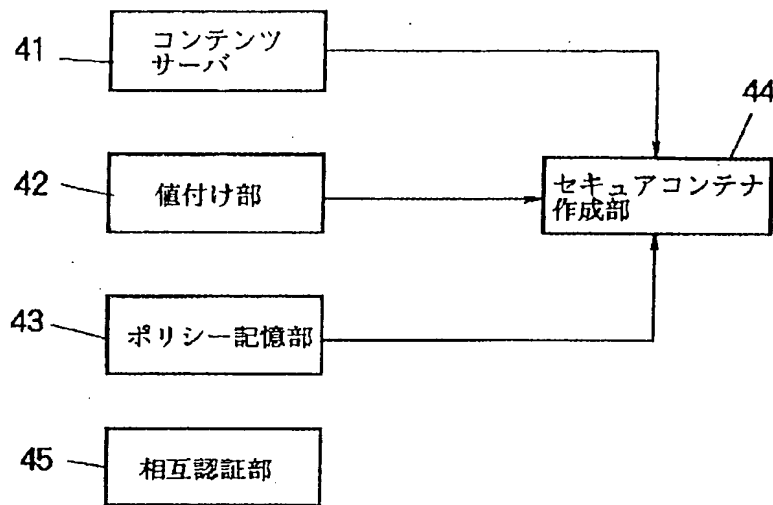 41
コンテンツ
サーバ
44
42
値付け部
セキュアコンテナ
作成部
43
ポリシー記憶部
45
相互認証部